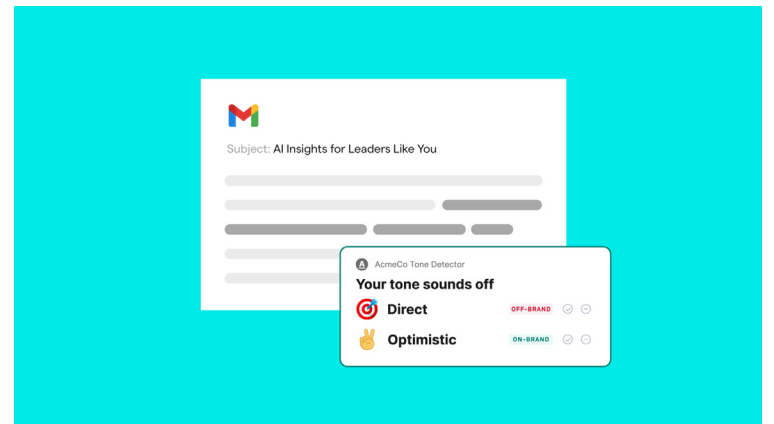 Subject: AI Insights for Leaders Like You
A AcmeCo Tone Detector
Your tone sounds off
Direct OFF-BRAND
Optimistic ON-BRAND